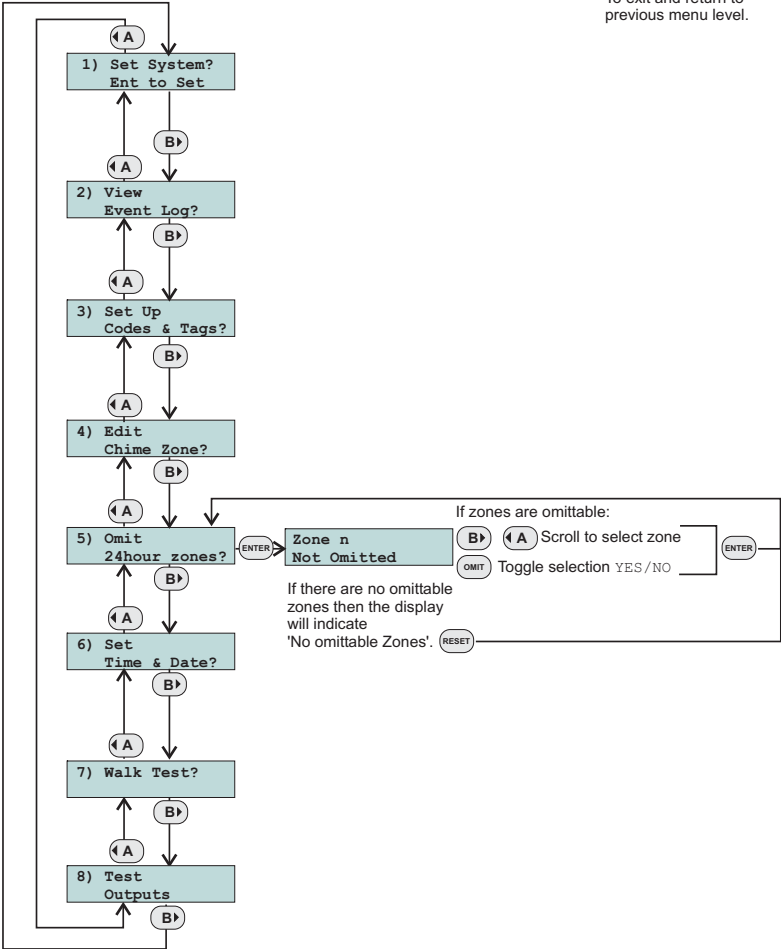 To exit and return to
previous menu level.
A
1) Set System?
Ent to Set
B
A
2) View
Event Log?
B
A
3) Set Up
Codes & Tags?
B
A
4) Edit
Chime Zone?
B
A
5) Omit
24hour zones?
ENTER
Zone n
Not Omitted
If zones are omittable:
B A Scroll to select zone
OMIT Toggle selection YES/NO
ENTER
If there are no omittable
zones then the display
will indicate
'No omittable Zones'. RESET
B
A
6) Set
Time & Date?
B
A
7) Walk Test?
B
A
8) Test
Outputs
B